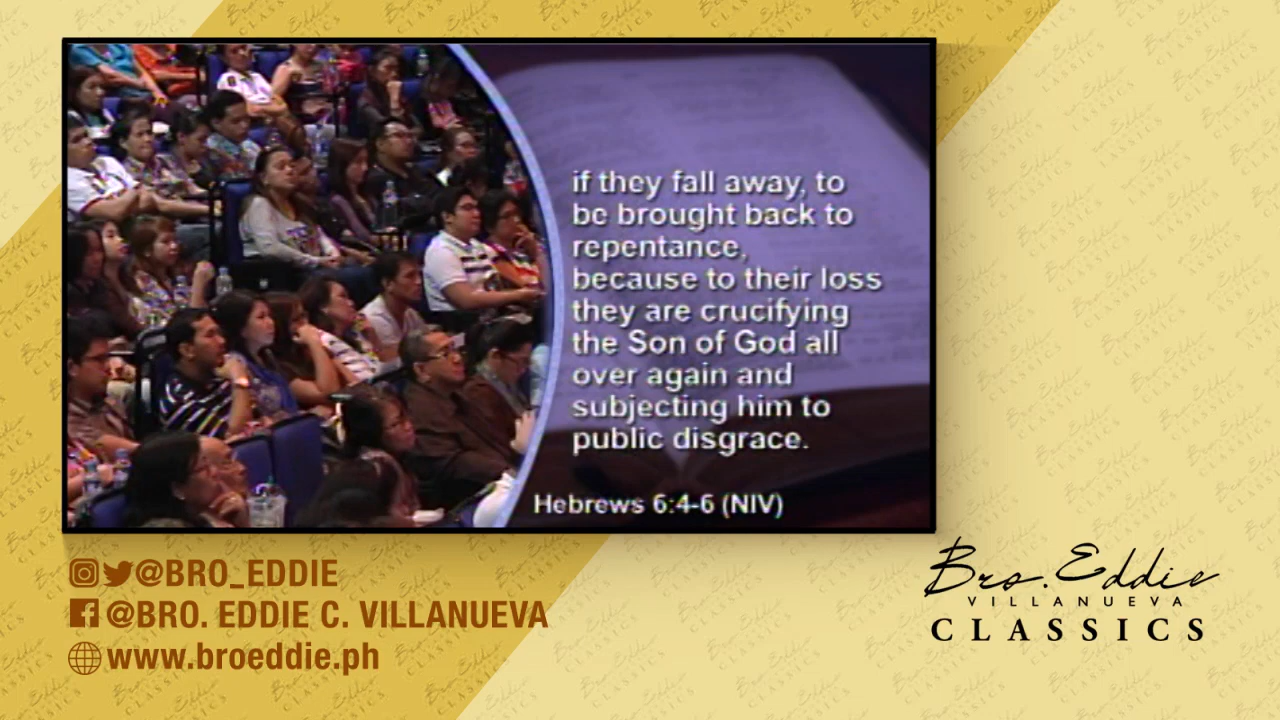 if they fall away, to
be brought back to
repentance,
because to their loss
they are crucifying
the Son of God all
over again and
subjecting him to
public disgrace.
Hebrews 6:4-6 (NIV)
@BRO_EDDIE
@BRO. EDDIE C. VILLANUEVA
www.broeddie.ph
Bro. Eddie
VILLANUEVA
CLASSICS